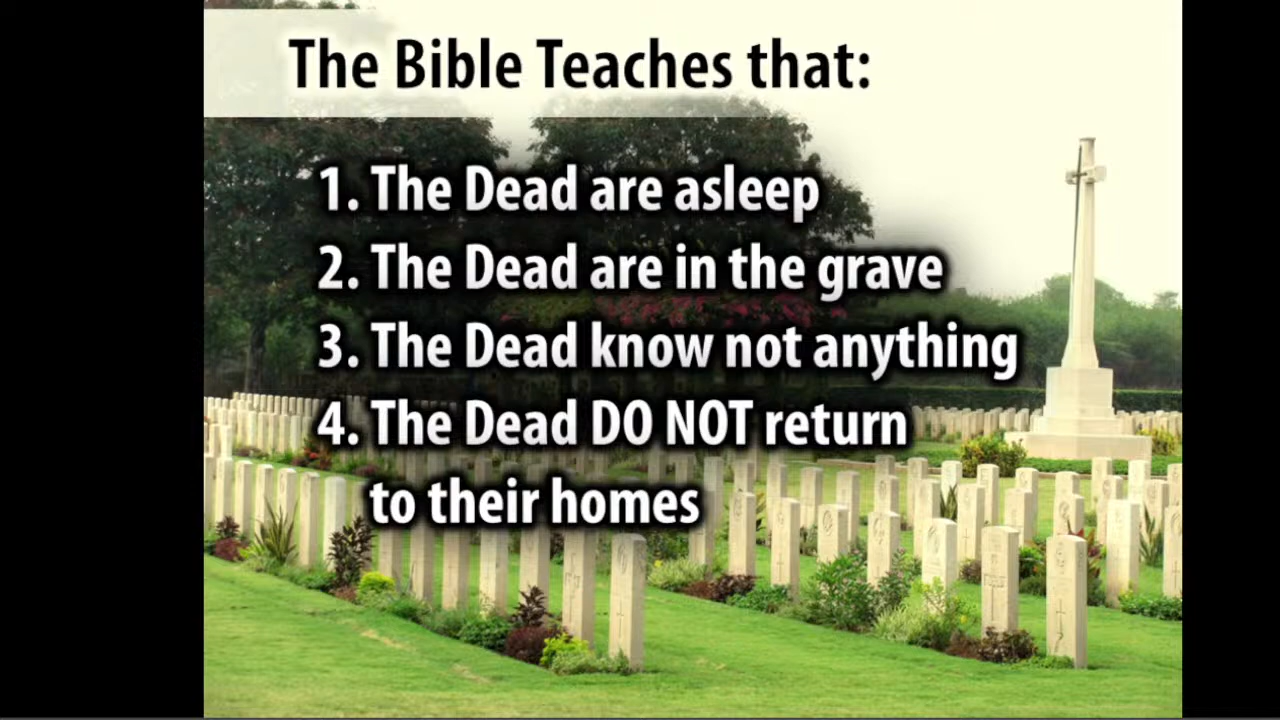 The Bible Teaches that:
1. The Dead are asleep
2. The Dead are in the grave
3. The Dead know not anything
4. The Dead DO NOT return
to their homes